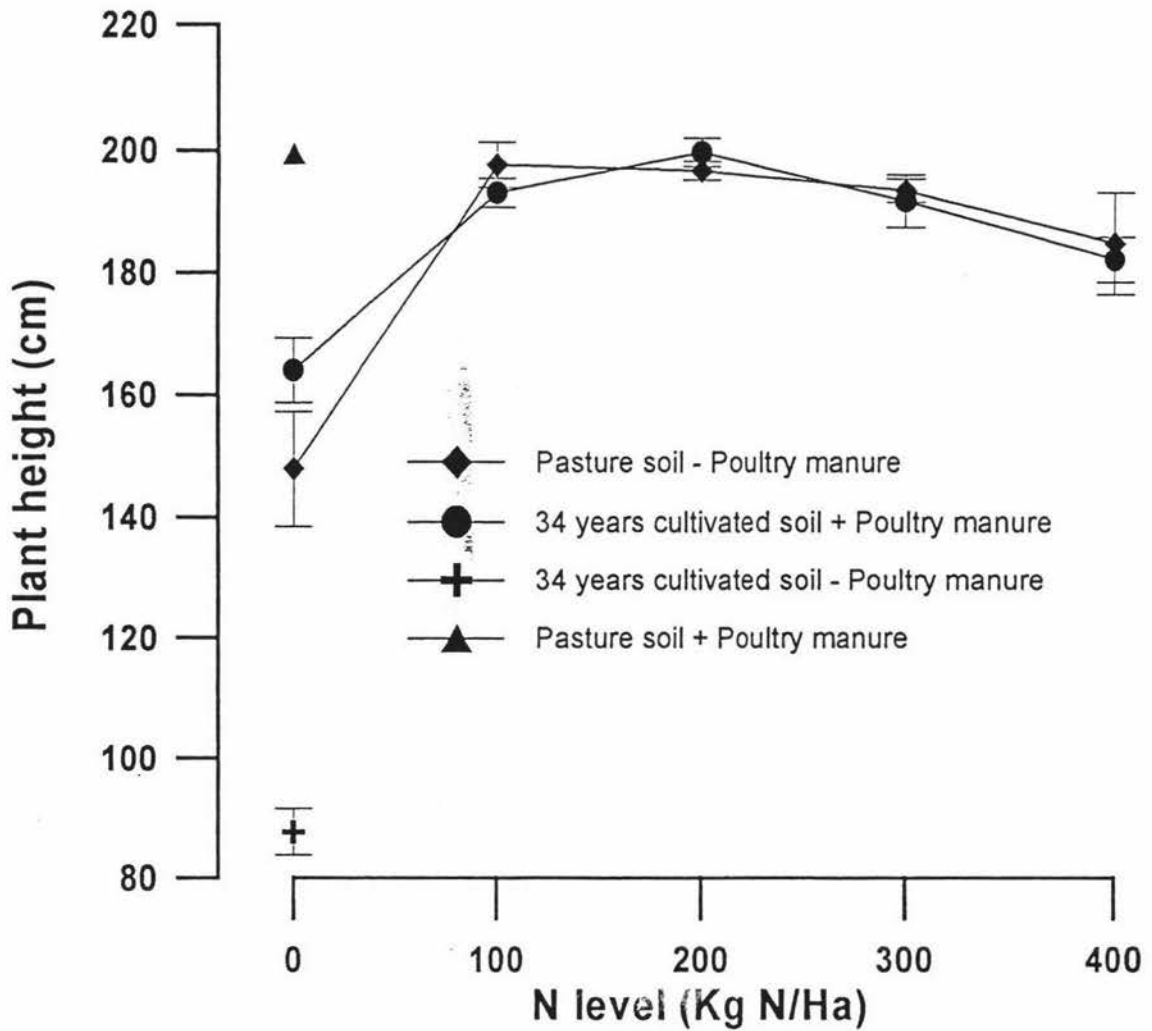 220
200
180
160
140
120
100
80
Plant height (cm)
Pasture soil - Poultry manure
34 years cultivated soil + Poultry manure
34 years cultivated soil - Poultry manure
Pasture soil + Poultry manure
0 100 200 300 400
N level (Kg N/Ha)